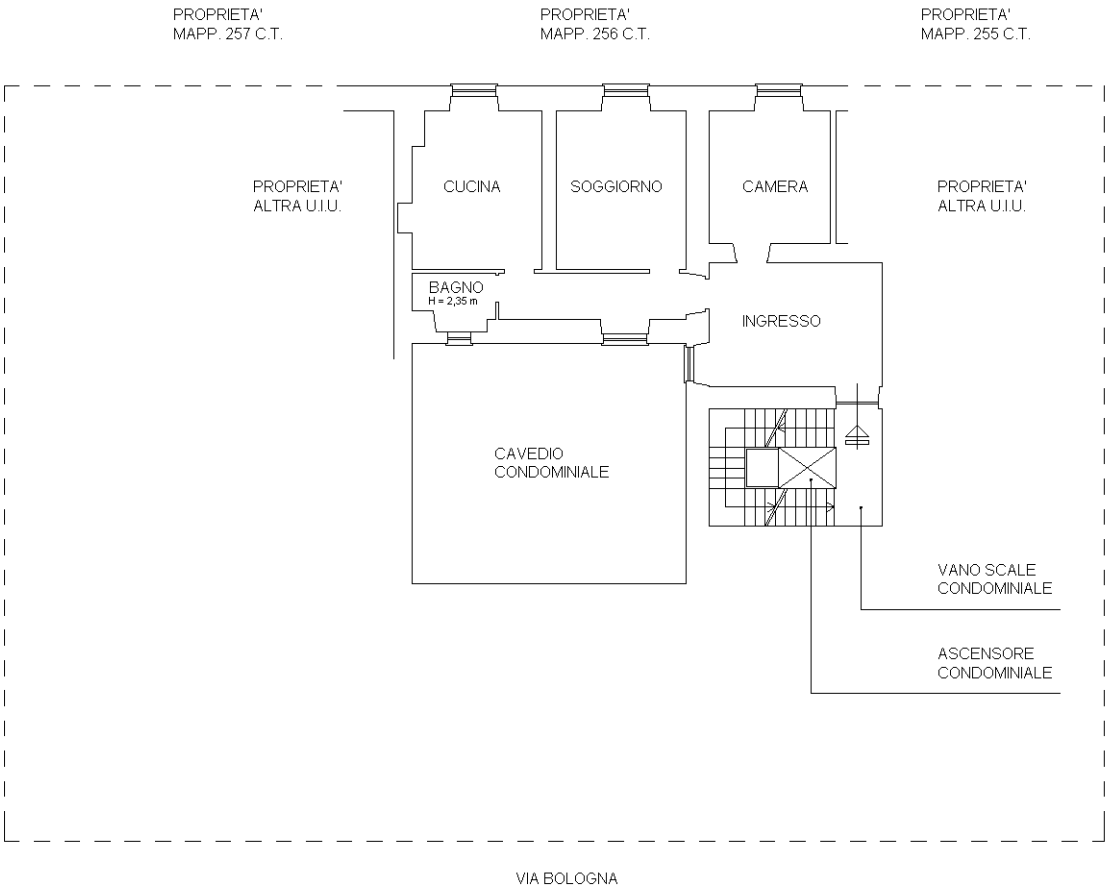 PROPRIETA'
MAPP. 257 C.T.
PROPRIETA'
MAPP. 256 C.T.
PROPRIETA'
MAPP. 255 C.T.
PROPRIETA'
ALTRA U.I.U.
CUCINA
SOGGIORNO
CAMERA
PROPRIETA'
ALTRA U.I.U.
BAGNO
H = 2,35 m
INGRESSO
CAVEDIO
CONDOMINIALE
VANO SCALE
CONDOMINIALE
ASCENSORE
CONDOMINIALE
VIA BOLOGNA